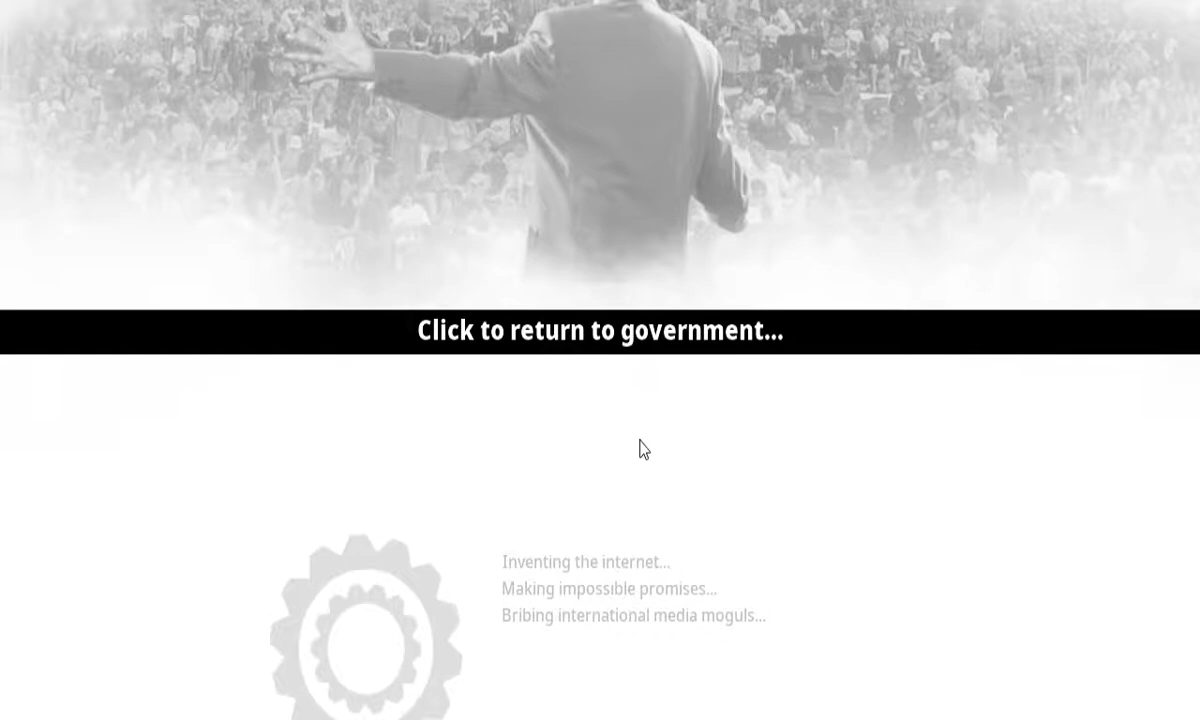 Click to return to government...
Inventing the internet...
Making impossible promises...
Bribing international media moguls...